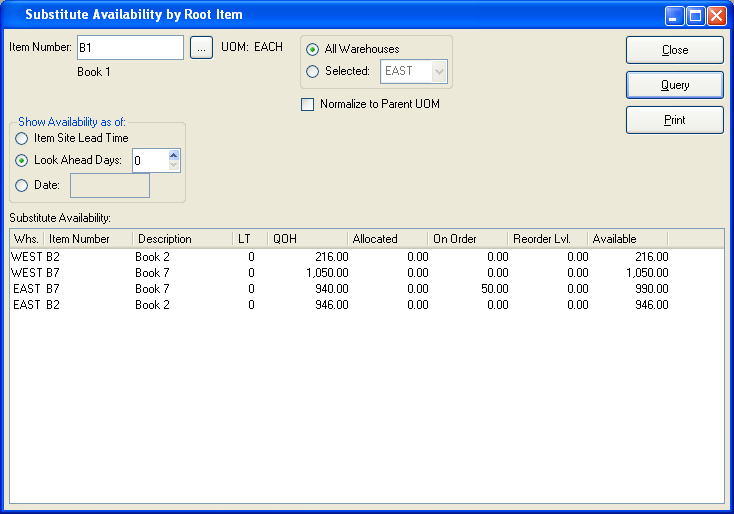 Substitute Availability by Root Item
Item Number: B1 ... UOM: EACH
Book 1
All Warehouses
Selected: EAST
Normalize to Parent UOM
Close
Query
Print
Show Availability as of:
Item Site Lead Time
Look Ahead Days: 0
Date:
Substitute Availability:
Whs. Item Number Description LT QOH Allocated On Order Reorder Lvl. Available
WEST B2 Book 2 0 216.00 0.00 0.00 0.00 216.00
WEST B7 Book 7 0 1,050.00 0.00 0.00 0.00 1,050.00
EAST B7 Book 7 0 940.00 0.00 50.00 0.00 990.00
EAST B2 Book 2 0 946.00 0.00 0.00 0.00 946.00